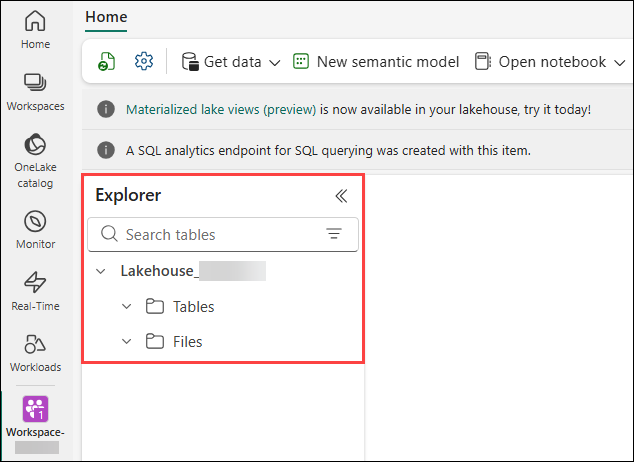 Home
Workspaces
OneLake
catalog
Monitor
Real-Time
Workloads
1
Workspace-
Home
Get data
New semantic model
Open notebook
Materialized lake views (preview) is now available in your lakehouse, try it today!
A SQL analytics endpoint for SQL querying was created with this item.
Explorer
Search tables
Lakehouse_
Tables
Files